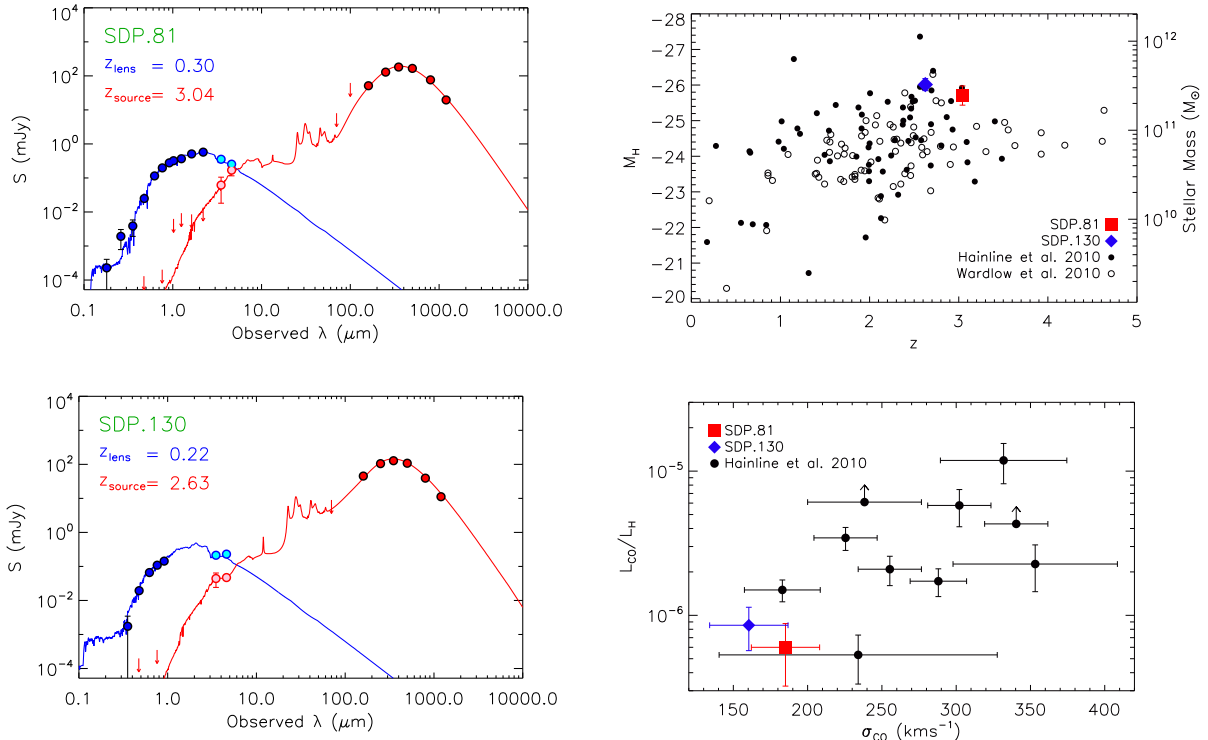 SDP.81
z_lens = 0.30
z_source= 3.04
S (mJy)
10^4
10^2
10^0
10^−2
10^−4
0.1 1.0 10.0 100.0 1000.0 10000.0
Observed λ (μm)
M_H
−28
−27
−26
−25
−24
−23
−22
−21
−20
0 1 2 3 4 5
z
10^12
10^11
10^10
Stellar Mass (M_⊙)
SDP.81
SDP.130
Hainline et al. 2010
Wardlow et al. 2010
SDP.130
z_lens = 0.22
z_source= 2.63
S (mJy)
10^4
10^2
10^0
10^−2
10^−4
0.1 1.0 10.0 100.0 1000.0 10000.0
Observed λ (μm)
SDP.81
SDP.130
Hainline et al. 2010
L_CO/L_H
10^−5
10^−6
150 200 250 300 350 400
σ_CO (kms^−1)